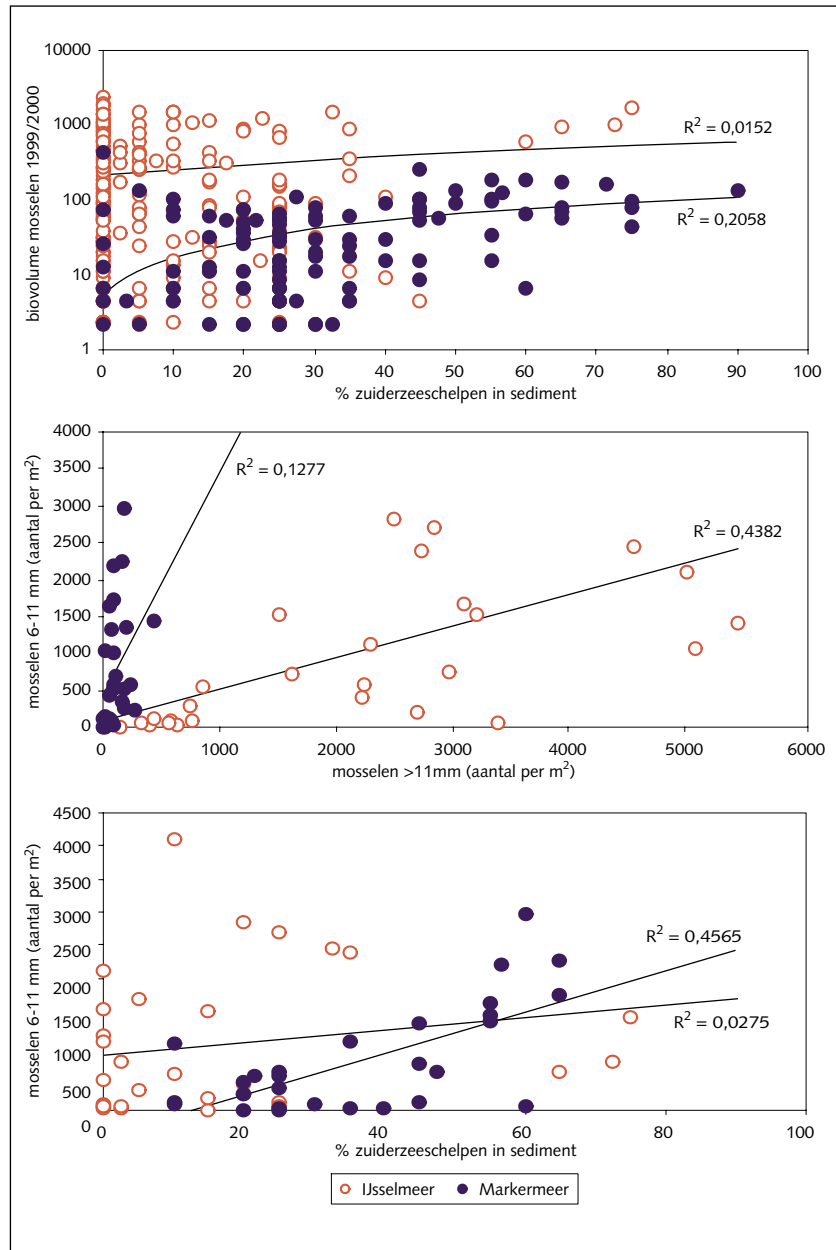 10000
1000
100
10
1
biovolume mosselen 1999/2000
R² = 0,0152
R² = 0,2058
0 10 20 30 40 50 60 70 80 90 100
% zuiderzeeschelpen in sediment
4000
3500
3000
2500
2000
1500
1000
500
0
mosselen 6-11 mm (aantal per m²)
R² = 0,1277
R² = 0,4382
0 1000 2000 3000 4000 5000 6000
mosselen >11mm (aantal per m²)
4500
4000
3500
3000
2500
2000
1500
1000
500
0
mosselen 6-11 mm (aantal per m²)
R² = 0,4565
R² = 0,0275
20 40 60 80 100
% zuiderzeeschelpen in sediment
IJsselmeer Markermeer